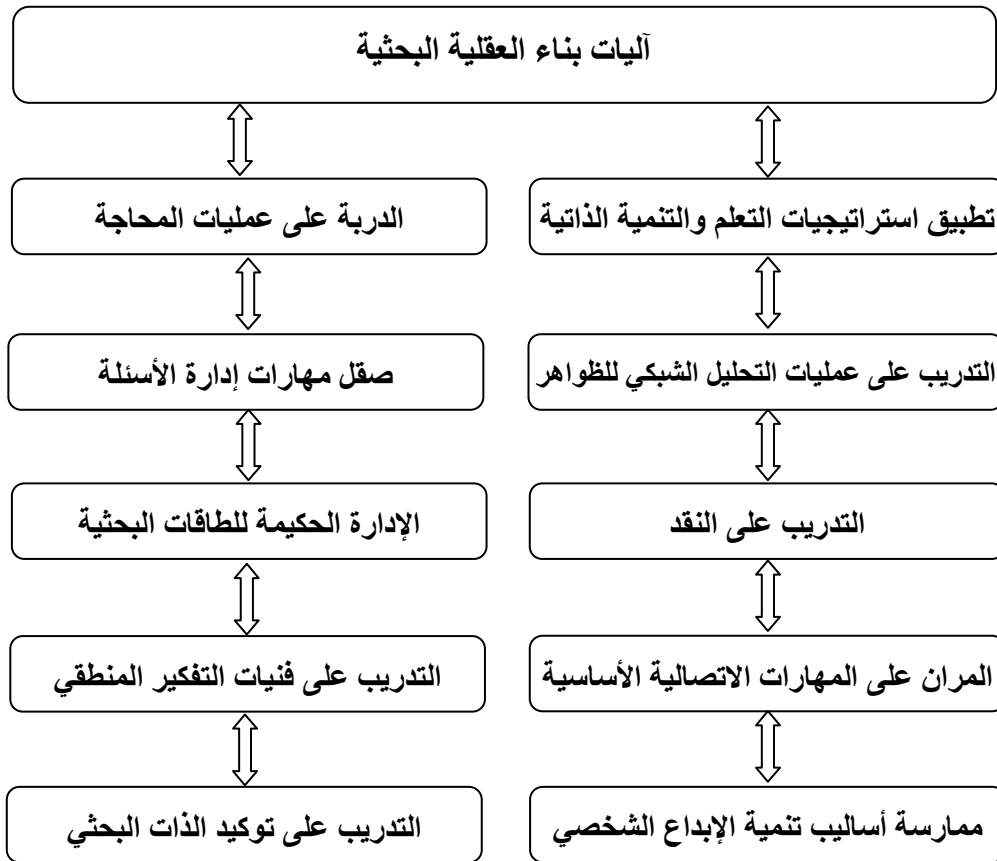 آليات بناء العقلية البحثية
تطبيق استراتيجيات التعلم والتنمية الذاتية
الدربة على عمليات المحاجة
التدريب على عمليات التحليل الشبكي للظواهر
صقل مهارات إدارة الأسئلة
التدريب على النقد
الإدارة الحكيمة للطاقات البحثية
المران على المهارات الاتصالية الأساسية
التدريب على فنيات التفكير المنطقي
ممارسة أساليب تنمية الإبداع الشخصي
التدريب على توكيد الذات البحثي